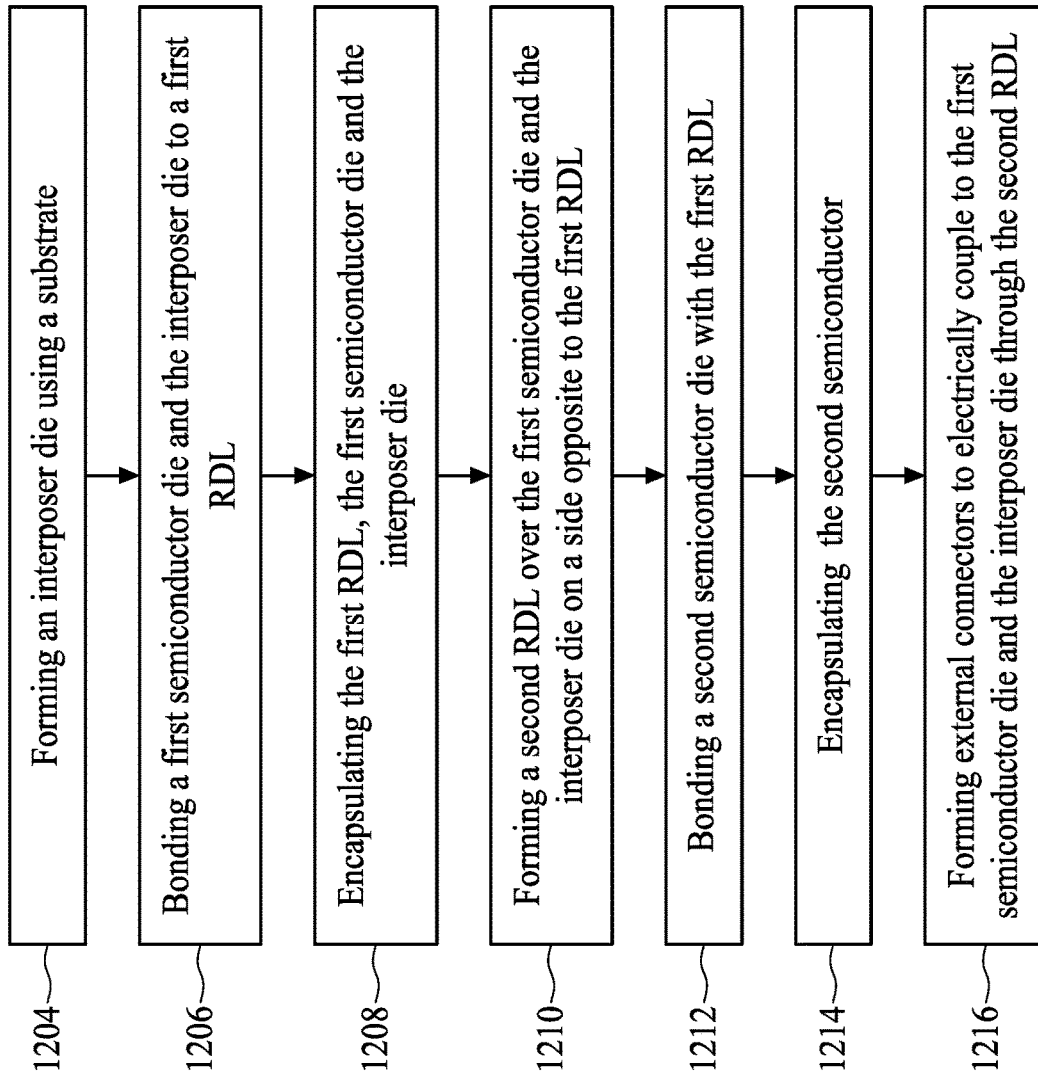 1204
Forming an interposer die using a substrate
1206
Bonding a first semiconductor die and the interposer die to a first
RDL
1208
Encapsulating the first RDL, the first semiconductor die and the
interposer die
1210
Forming a second RDL over the first semiconductor die and the
interposer die on a side opposite to the first RDL
1212
Bonding a second semiconductor die with the first RDL
1214
Encapsulating the second semiconductor
1216
Forming external connectors to electrically couple to the first
semiconductor die and the interposer die through the second RDL